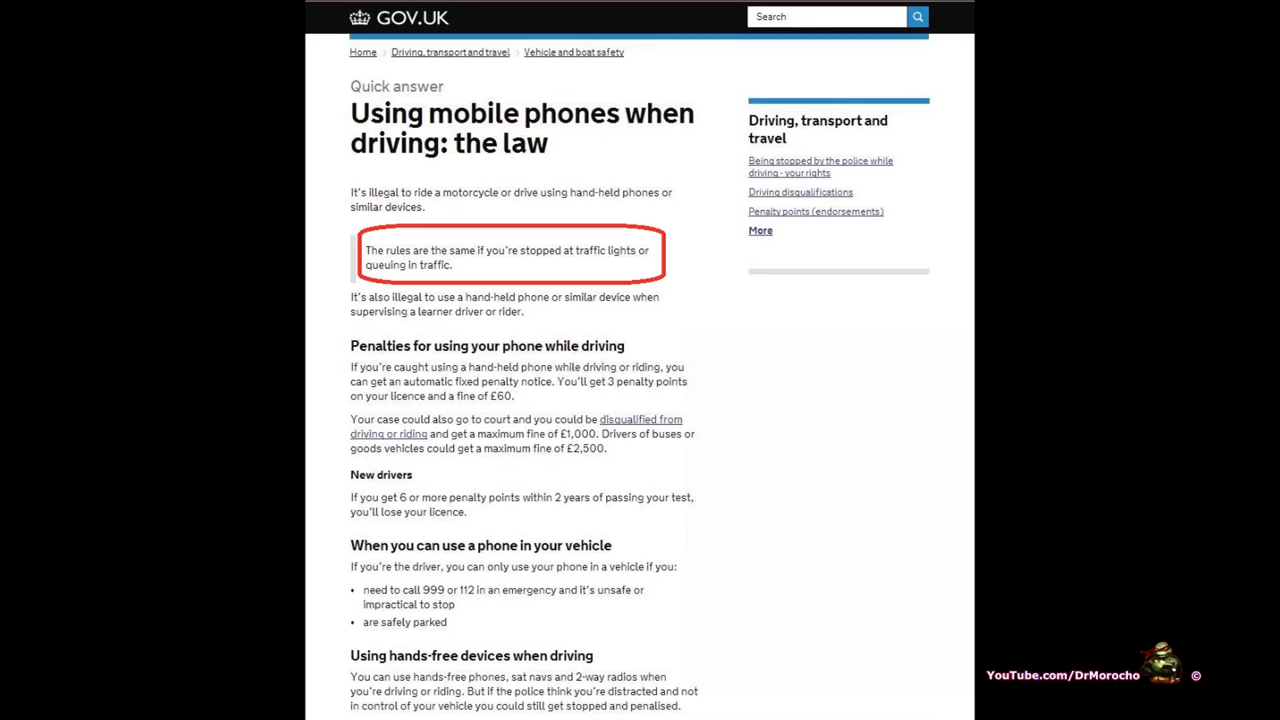 GOV.UK
Search
Home
Driving, transport and travel
Vehicle and boat safety
Quick answer
Using mobile phones when
driving: the law
It's illegal to ride a motorcycle or drive using hand-held phones or
similar devices.
The rules are the same if you're stopped at traffic lights or
queuing in traffic.
It's also illegal to use a hand-held phone or similar device when
supervising a learner driver or rider.
Penalties for using your phone while driving
If you're caught using a hand-held phone while driving or riding, you
can get an automatic fixed penalty notice. You'll get 3 penalty points
on your licence and a fine of £60.
Your case could also go to court and you could be disqualified from
driving or riding and get a maximum fine of £1,000. Drivers of buses or
goods vehicles could get a maximum fine of £2,500.
New drivers
If you get 6 or more penalty points within 2 years of passing your test,
you'll lose your licence.
When you can use a phone in your vehicle
If you're the driver, you can only use your phone in a vehicle if you:
• need to call 999 or 112 in an emergency and it's unsafe or
impractical to stop
• are safely parked
Using hands-free devices when driving
You can use hands-free phones, sat navs and 2-way radios when
you're driving or riding. But if the police think you're distracted and not
in control of your vehicle you could still get stopped and penalised.
Driving, transport and
travel
Being stopped by the police while
driving - your rights
Driving disqualifications
Penalty points (endorsements)
More
YouTube.com/DrMorocho ©